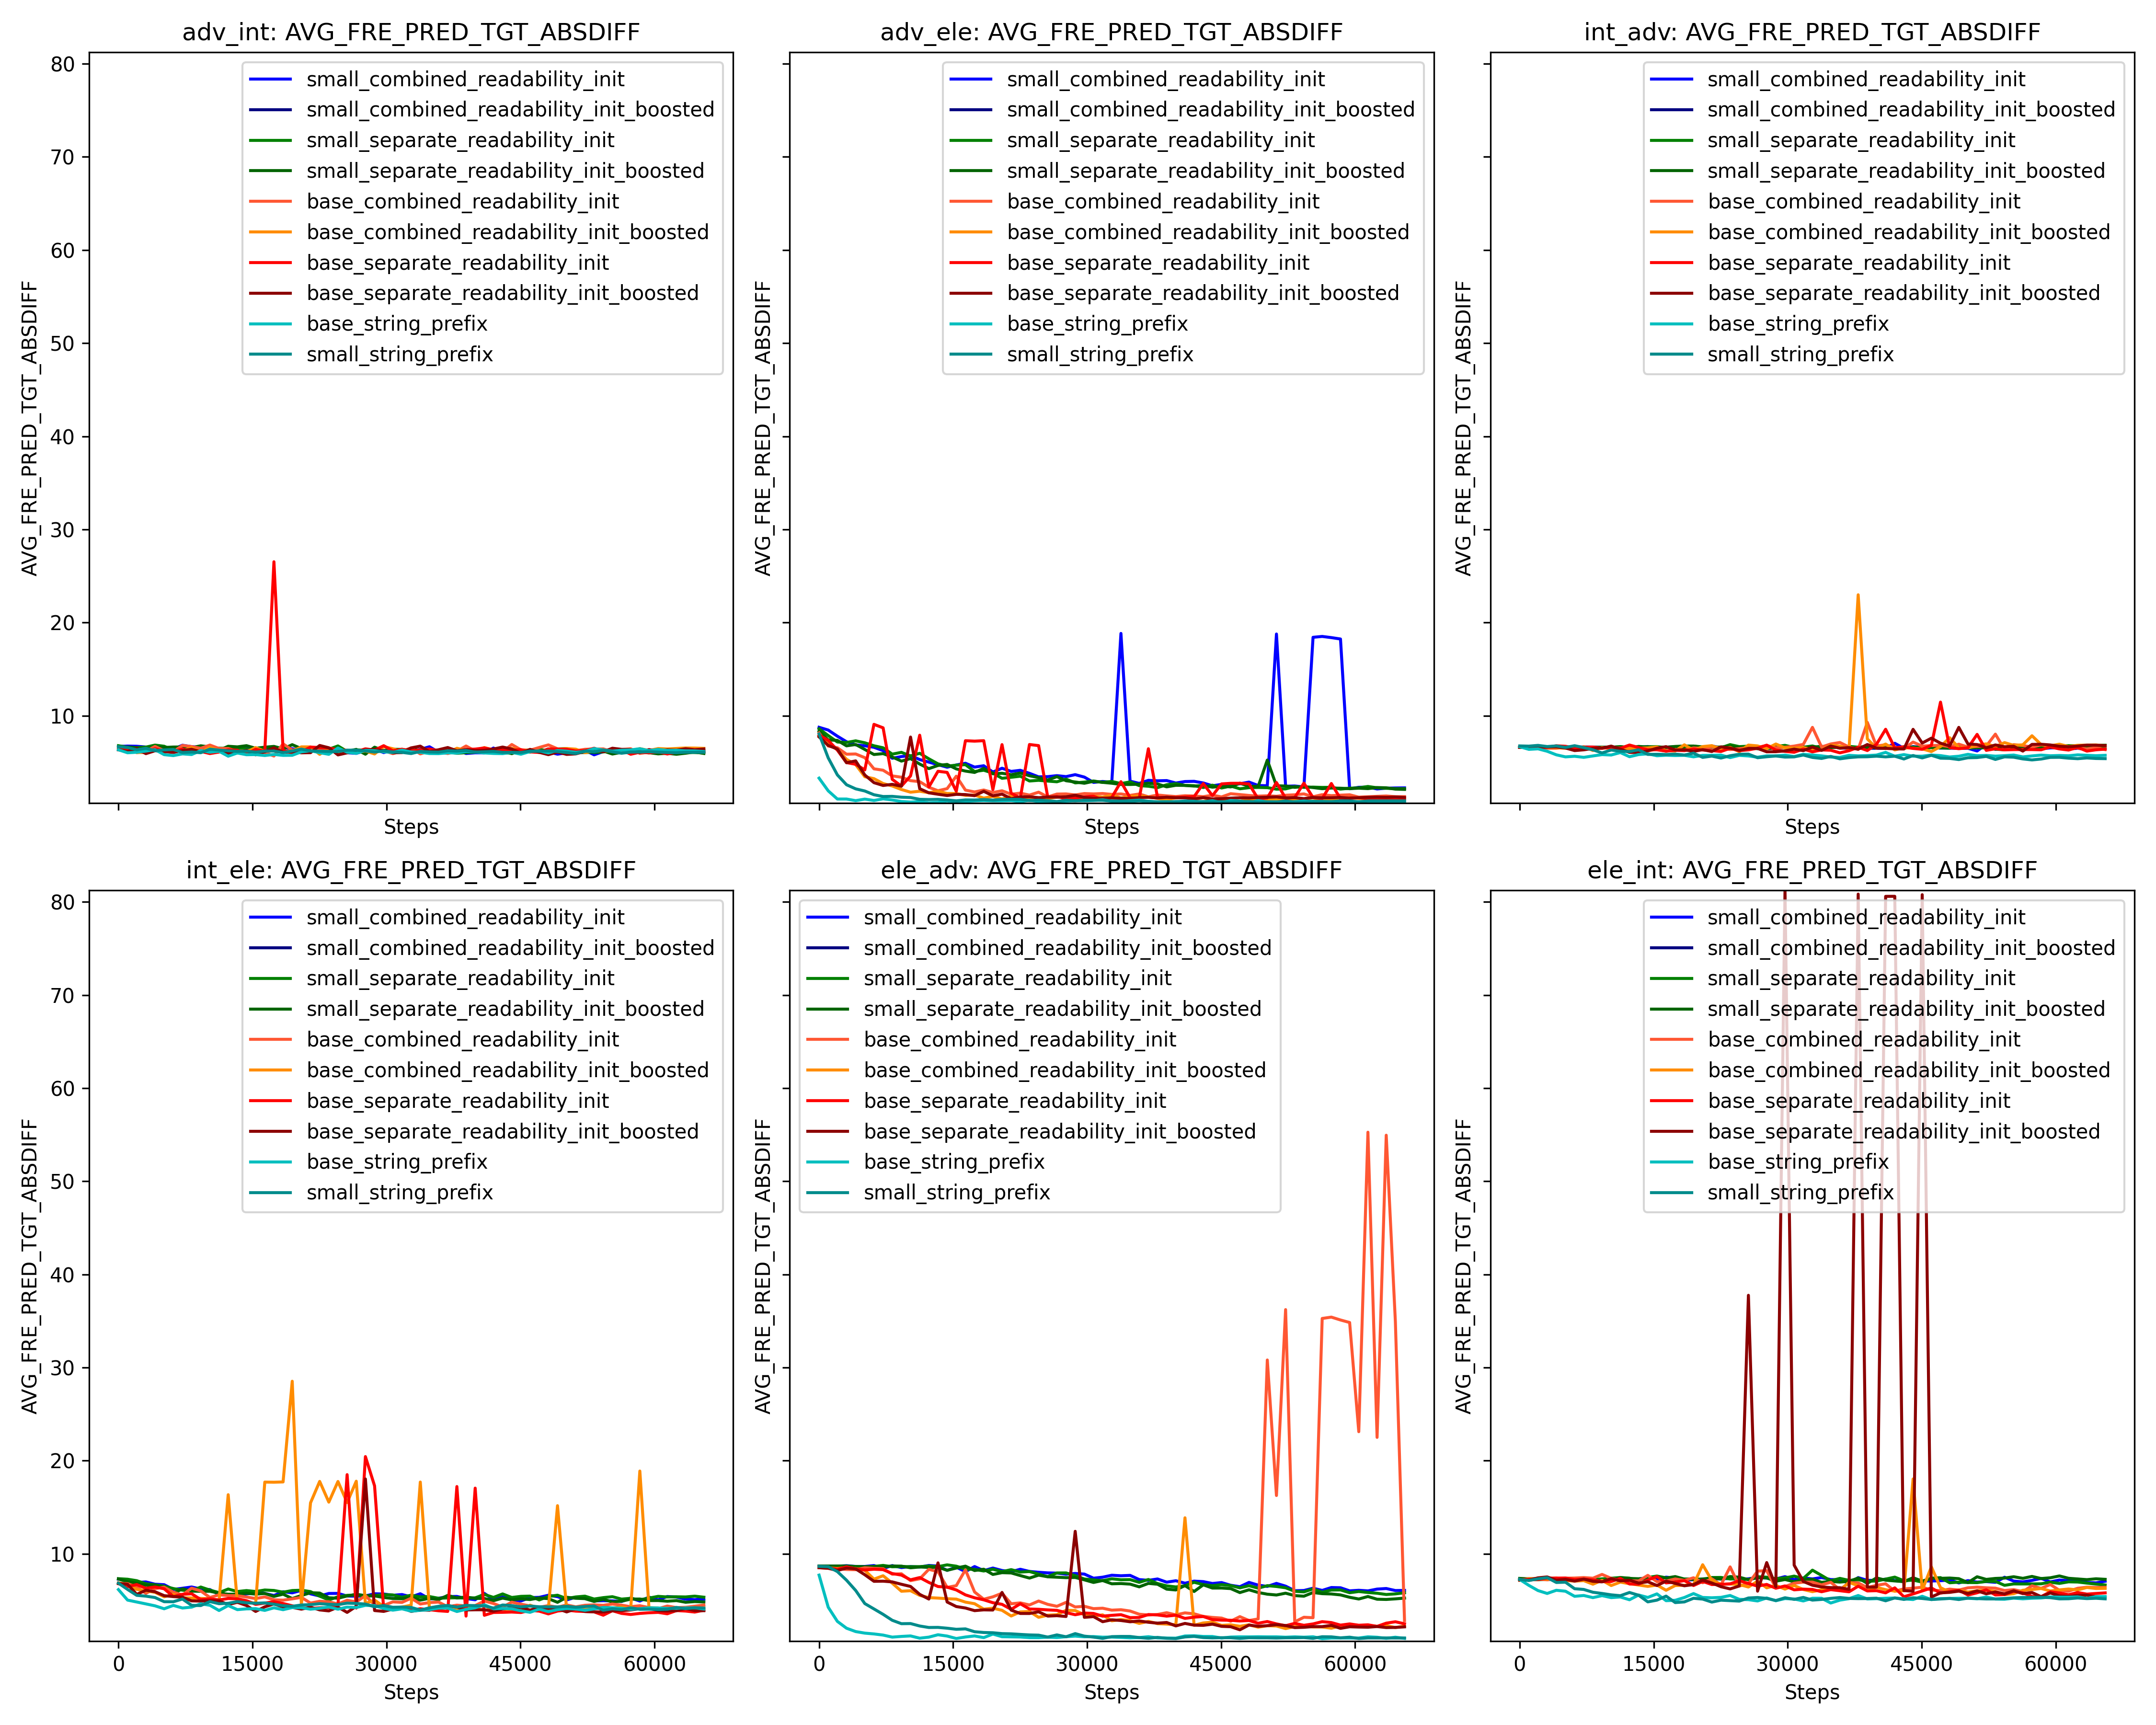 adv_int: AVG_FRE_PRED_TGT_ABSDIFF
AVG_FRE_PRED_TGT_ABSDIFF
80
70
60
50
40
30
20
10
small_combined_readability_init
small_combined_readability_init_boosted
small_separate_readability_init
small_separate_readability_init_boosted
base_combined_readability_init
base_combined_readability_init_boosted
base_separate_readability_init
base_separate_readability_init_boosted
base_string_prefix
small_string_prefix
Steps
adv_ele: AVG_FRE_PRED_TGT_ABSDIFF
AVG_FRE_PRED_TGT_ABSDIFF
small_combined_readability_init
small_combined_readability_init_boosted
small_separate_readability_init
small_separate_readability_init_boosted
base_combined_readability_init
base_combined_readability_init_boosted
base_separate_readability_init
base_separate_readability_init_boosted
base_string_prefix
small_string_prefix
Steps
int_adv: AVG_FRE_PRED_TGT_ABSDIFF
AVG_FRE_PRED_TGT_ABSDIFF
small_combined_readability_init
small_combined_readability_init_boosted
small_separate_readability_init
small_separate_readability_init_boosted
base_combined_readability_init
base_combined_readability_init_boosted
base_separate_readability_init
base_separate_readability_init_boosted
base_string_prefix
small_string_prefix
Steps
int_ele: AVG_FRE_PRED_TGT_ABSDIFF
AVG_FRE_PRED_TGT_ABSDIFF
80
70
60
50
40
30
20
10
small_combined_readability_init
small_combined_readability_init_boosted
small_separate_readability_init
small_separate_readability_init_boosted
base_combined_readability_init
base_combined_readability_init_boosted
base_separate_readability_init
base_separate_readability_init_boosted
base_string_prefix
small_string_prefix
0 15000 30000 45000 60000
Steps
ele_adv: AVG_FRE_PRED_TGT_ABSDIFF
AVG_FRE_PRED_TGT_ABSDIFF
small_combined_readability_init
small_combined_readability_init_boosted
small_separate_readability_init
small_separate_readability_init_boosted
base_combined_readability_init
base_combined_readability_init_boosted
base_separate_readability_init
base_separate_readability_init_boosted
base_string_prefix
small_string_prefix
0 15000 30000 45000 60000
Steps
ele_int: AVG_FRE_PRED_TGT_ABSDIFF
AVG_FRE_PRED_TGT_ABSDIFF
small_combined_readability_init
small_combined_readability_init_boosted
small_separate_readability_init
small_separate_readability_init_boosted
base_combined_readability_init
base_combined_readability_init_boosted
base_separate_readability_init
base_separate_readability_init_boosted
base_string_prefix
small_string_prefix
0 15000 30000 45000 60000
Steps